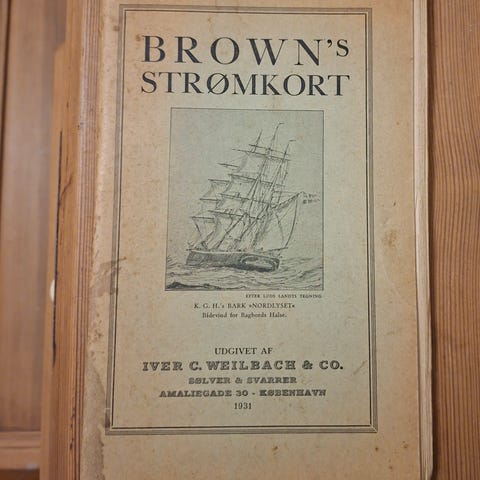 BROWN's
STRØMKORT
EFTER LUDS LANDTS TEGNING
K. G. H.'s BARK »NORDLYSET«
Bidevind for Bagbords Halse.
UDGIVET AF
IVER C. WEILBACH & CO.
SØLVER & SVARRER
AMALIEGADE 30 - KØBENHAVN
1931